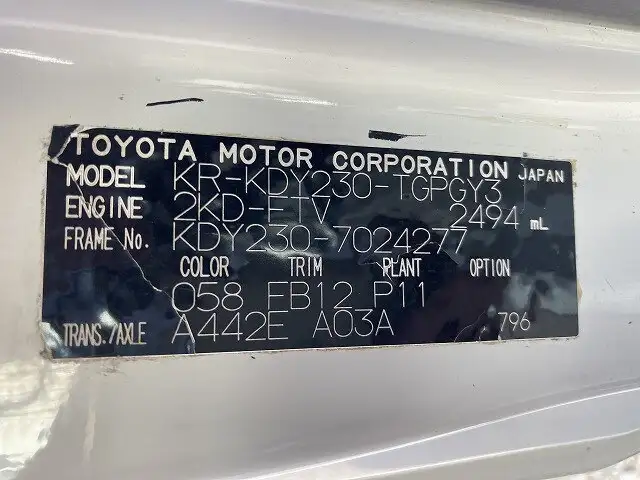 TOYOTA MOTOR CORPORATION JAPAN
MODEL KR-KDY230-TGPGY3
ENGINE 2KD-FTV 2494 mL
FRAME No. KDY230-7024277
COLOR TRIM PLANT OPTION
058 FB12 P11
TRANS./AXLE A442E A03A 796